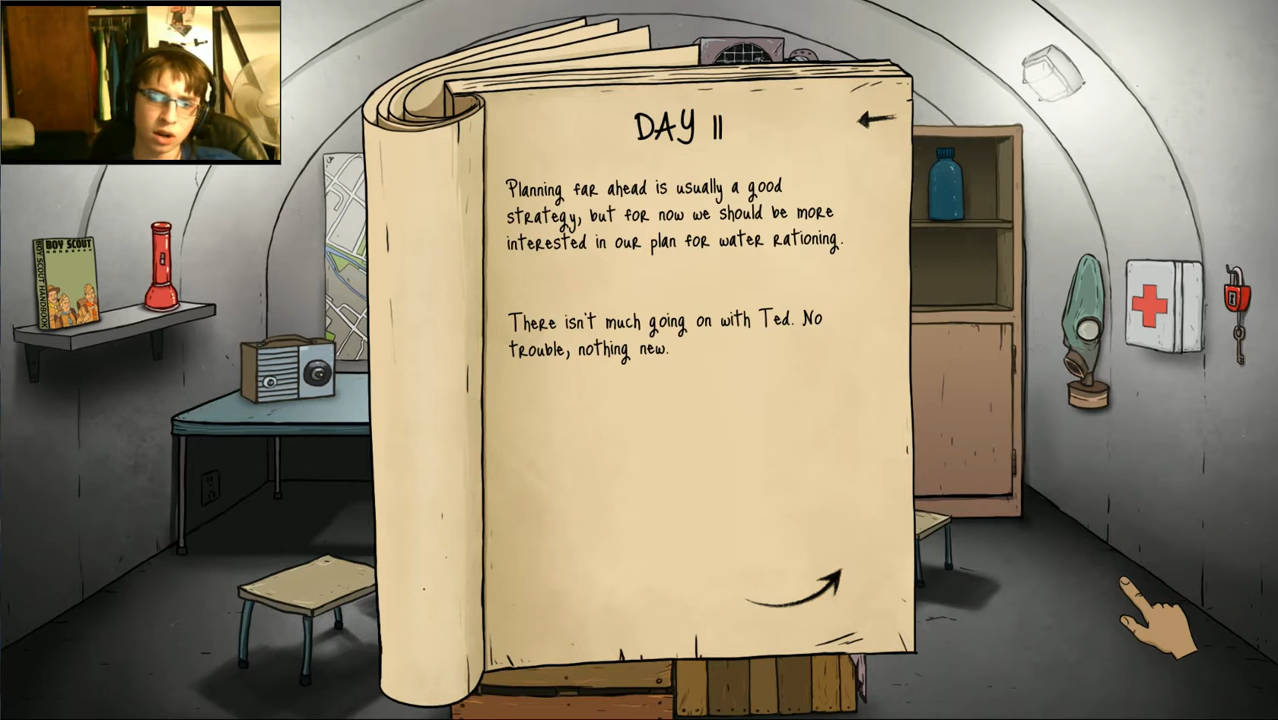 DAY 11
Planning far ahead is usually a good
strategy, but for now we should be more
interested in our plan for water rationing.
There isn't much going on with Ted. No
trouble, nothing new.
BOY SCOUT
BOY SCOUT HANDBOOK